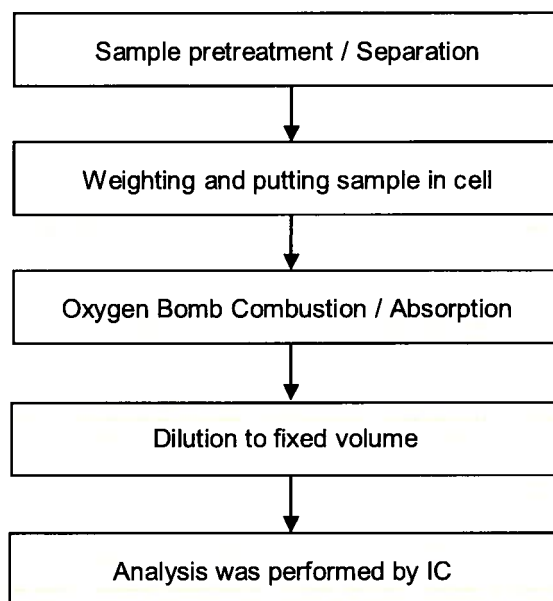 Sample pretreatment / Separation
Weighting and putting sample in cell
Oxygen Bomb Combustion / Absorption
Dilution to fixed volume
Analysis was performed by IC